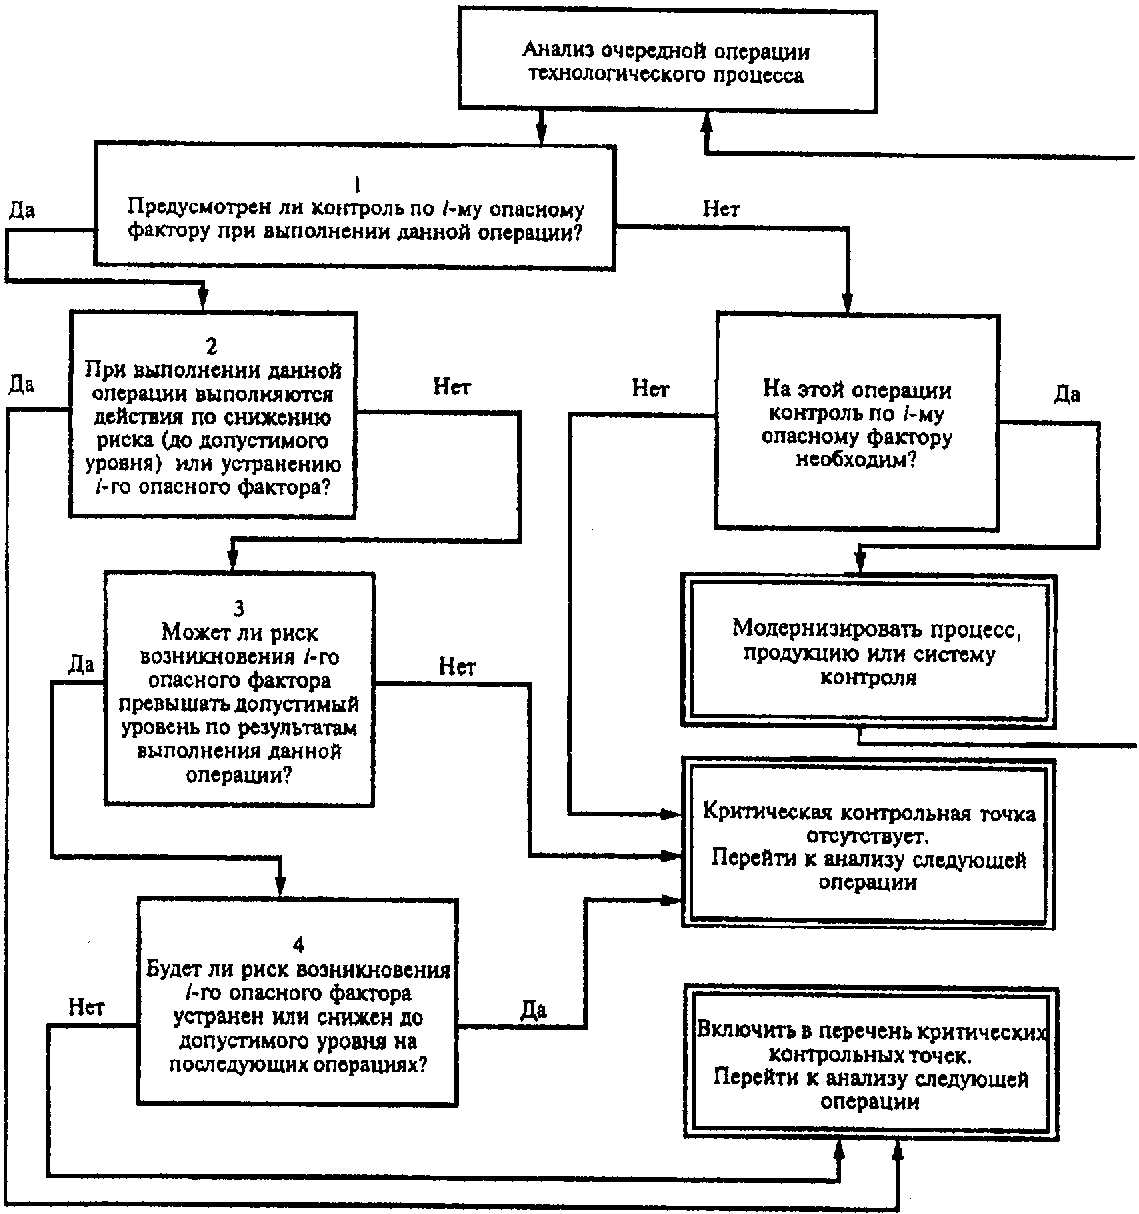 Анализ очередной операции
технологического процесса
1
Предусмотрен ли контроль по l-му опасному
фактору при выполнении данной операции?
Да
Нет
2
При выполнении данной
операции выполняются
действия по снижению
риска (до допустимого
уровня) или устранению
l-го опасного фактора?
Да
Нет
На этой операции
контроль по l-му
опасному фактору
необходим?
Нет
Да
3
Может ли риск
возникновения l-го
опасного фактора
превышать допустимый
уровень по результатам
выполнения данной
операции?
Да
Нет
Модернизировать процесс,
продукцию или систему
контроля
Критическая контрольная точка
отсутствует.
Перейти к анализу следующей
операции
4
Будет ли риск возникновения
l-го опасного фактора
устранен или снижен до
допустимого уровня на
последующих операциях?
Нет
Да
Включить в перечень критических
контрольных точек.
Перейти к анализу следующей
операции